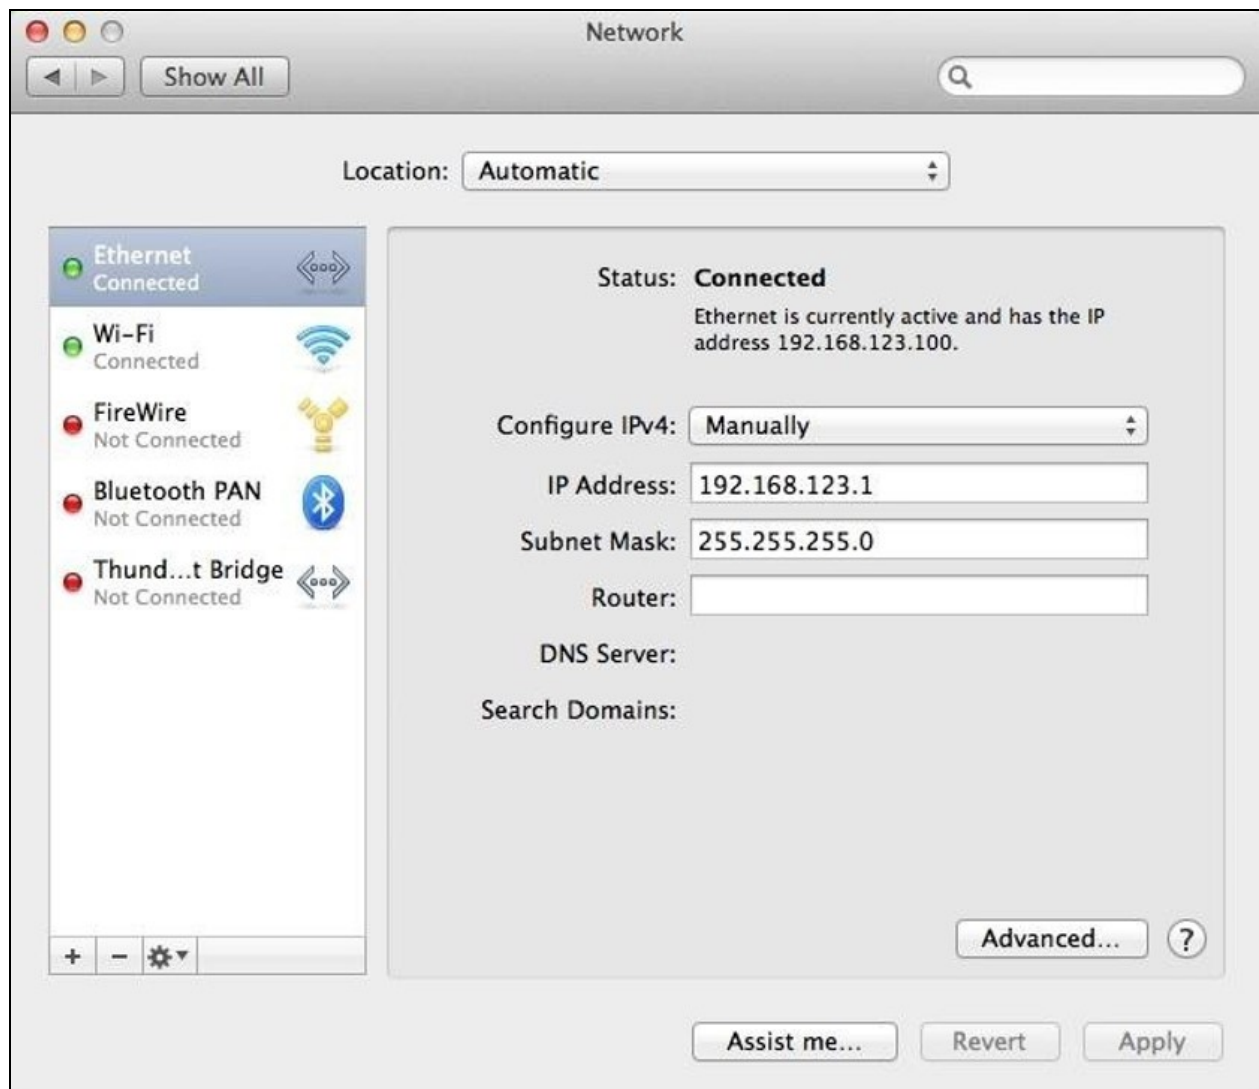 Network
Show All
Location: Automatic
Ethernet
Connected
Wi-Fi
Connected
FireWire
Not Connected
Bluetooth PAN
Not Connected
Thund...t Bridge
Not Connected
Status: Connected
Ethernet is currently active and has the IP
address 192.168.123.100.
Configure IPv4: Manually
IP Address: 192.168.123.1
Subnet Mask: 255.255.255.0
Router:
DNS Server:
Search Domains:
+ −
Advanced... ?
Assist me... Revert Apply